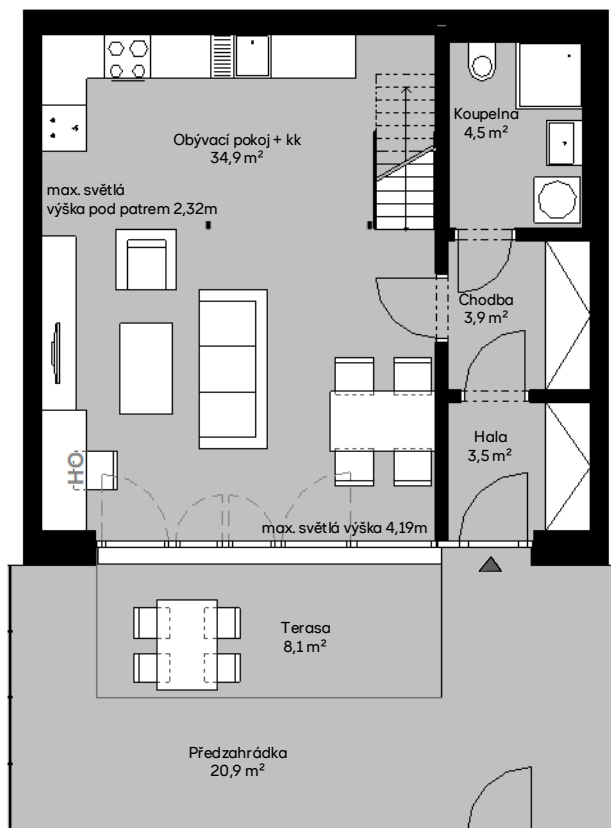 Koupelna
4,5 m²
Obývací pokoj + kk
34,9 m²
max. světlá
výška pod patrem 2,32m
Chodba
3,9 m²
Hala
3,5 m²
HO
max. světlá výška 4,19m
Terasa
8,1 m²
Předzahrádka
20,9 m²